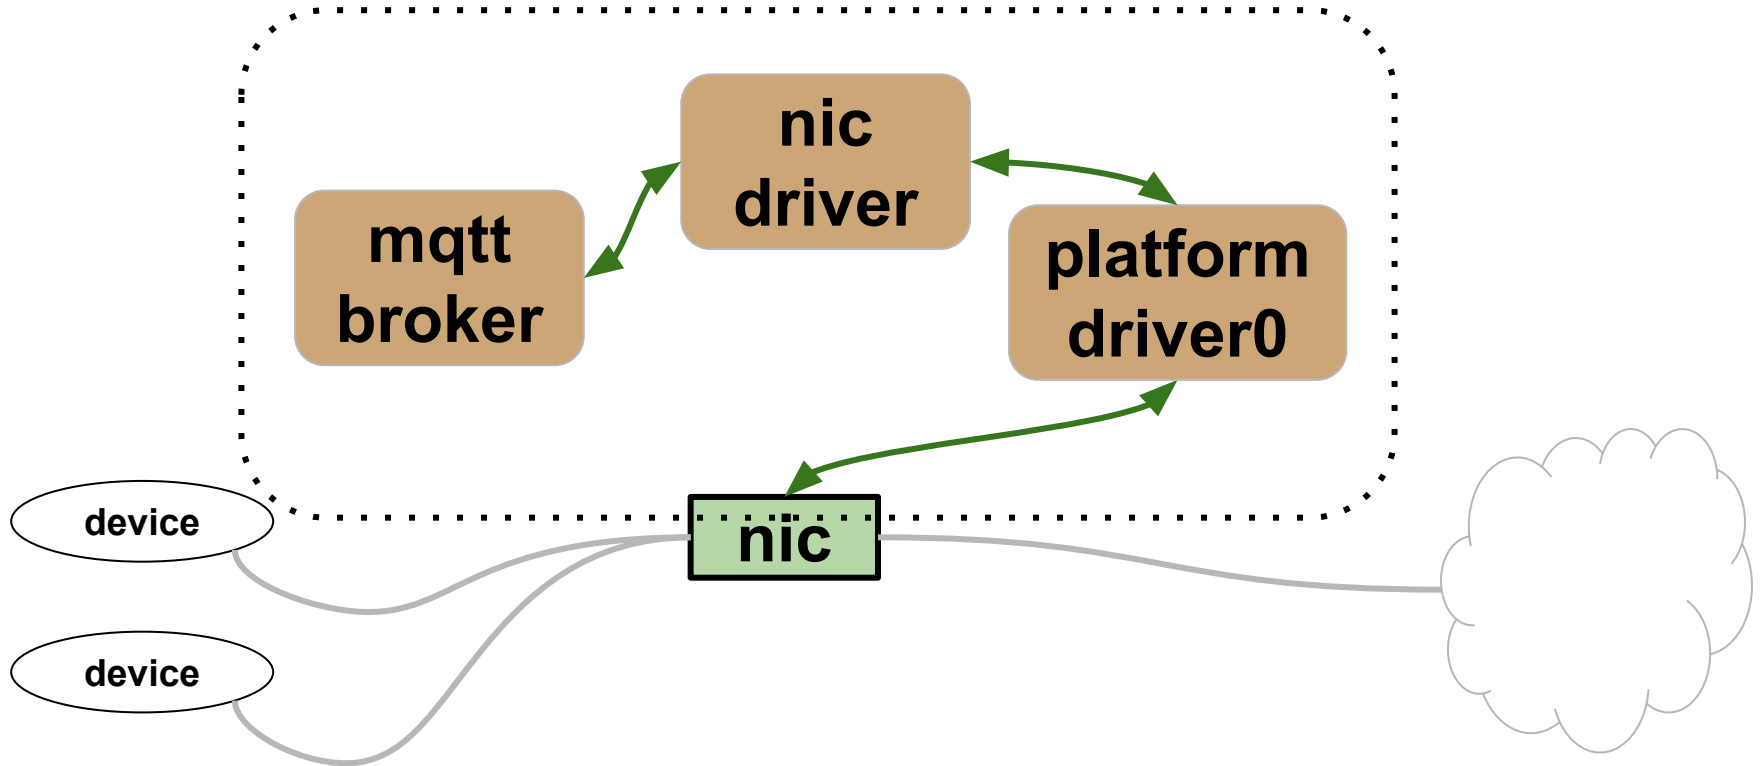 nic
driver
mqtt
broker
platform
driver0
device
nic
device